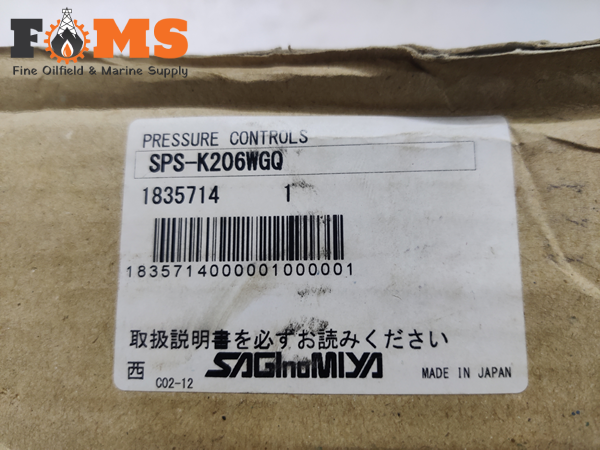 FOMS
Fine Oilfield & Marine Supply
PRESSURE CONTROLS
SPS-K206WGQ
1835714 1
1835714000001000001
取扱説明書を必ずお読みください
西 C02-12 SAGInoMIYA MADE IN JAPAN